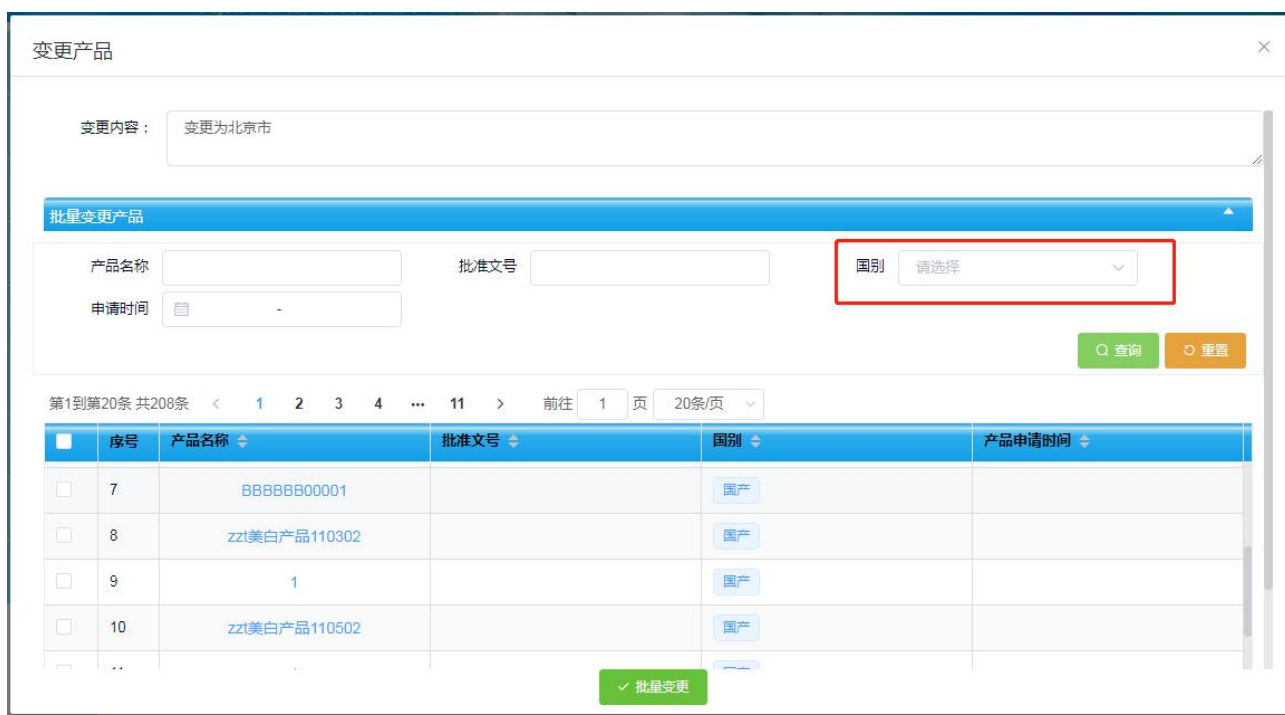 变更产品
变更内容：
变更为北京市
批量变更产品
产品名称 批准文号 国别 请选择
申请时间 -
查询 重置
第1到第20条 共208条 < 1 2 3 4 ... 11 > 前往 1 页 20条/页
序号 产品名称 批准文号 国别 产品申请时间
7 BBBBBB00001 国产
8 zzt美白产品110302 国产
9 1 国产
10 zzt美白产品110502 国产
批量变更